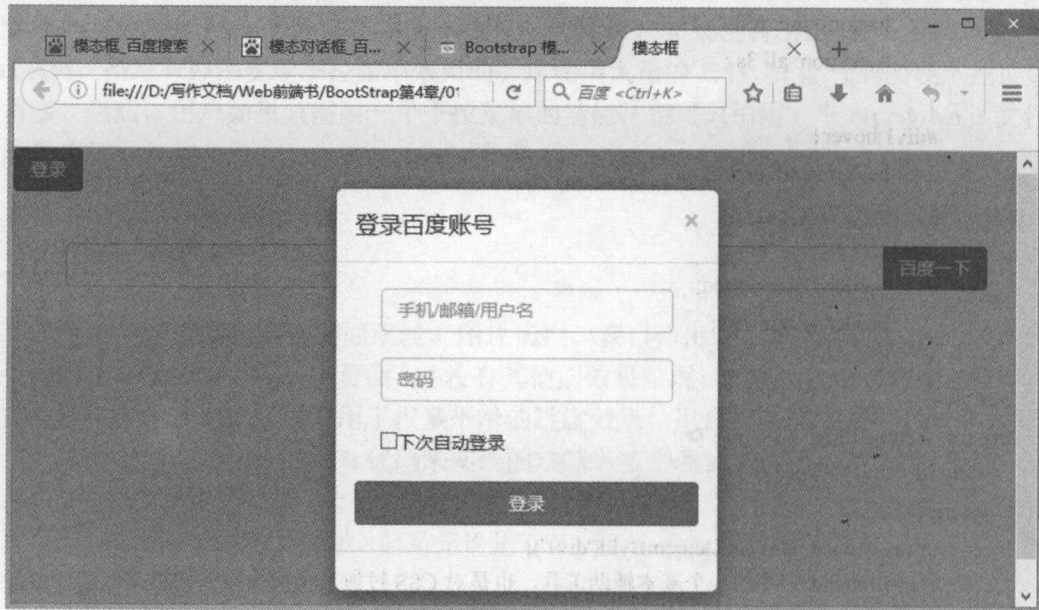 模态框_百度搜索
模态对话框_百...
Bootstrap 模...
模态框
file:///D:/写作文档/Web前端书/BootStrap第4章/01
百度 <Ctrl+K>
登录
登录百度账号
百度一下
手机/邮箱/用户名
密码
下次自动登录
登录